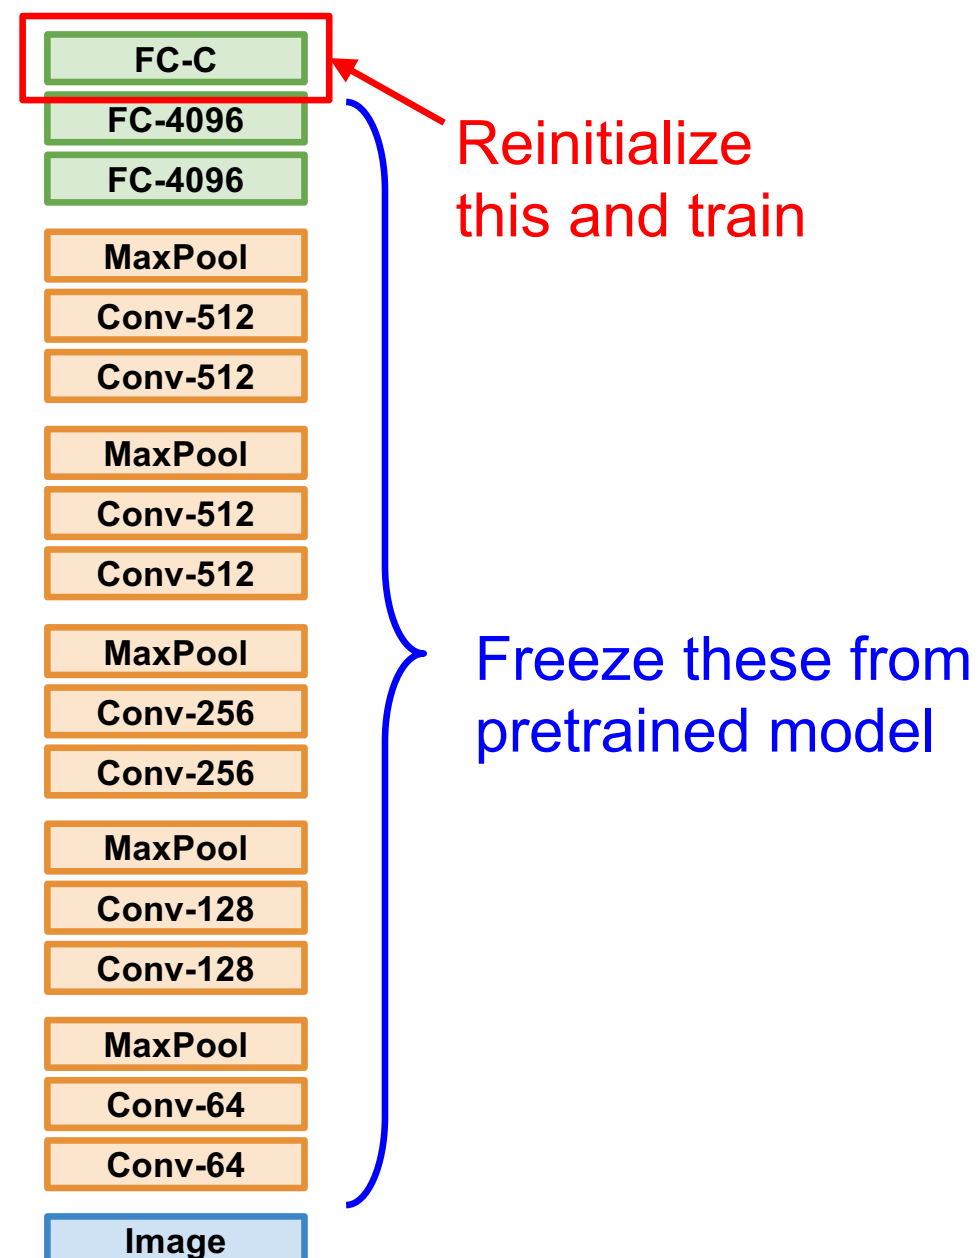 FC-C
FC-4096
FC-4096
MaxPool
Conv-512
Conv-512
MaxPool
Conv-512
Conv-512
MaxPool
Conv-256
Conv-256
MaxPool
Conv-128
Conv-128
MaxPool
Conv-64
Conv-64
Image
Reinitialize
this and train
Freeze these from
pretrained model